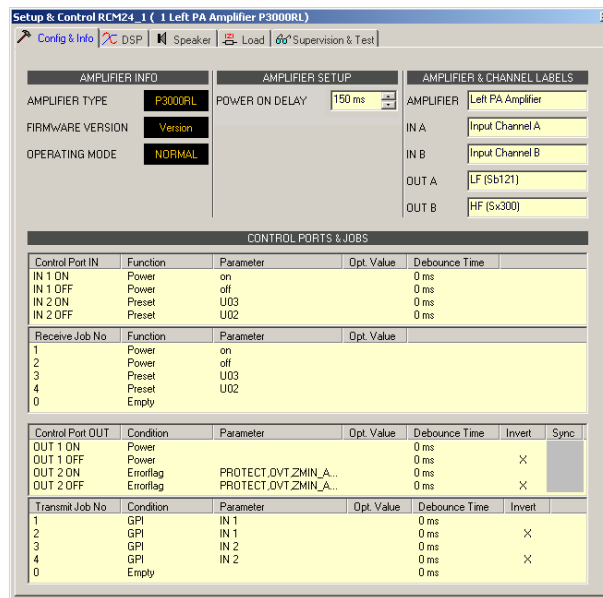 Setup & Control RCM24_1 ( 1 Left PA Amplifier P3000RL)
Config & Info DSP Speaker Load Supervision & Test
AMPLIFIER INFO AMPLIFIER SETUP AMPLIFIER & CHANNEL LABELS
AMPLIFIER TYPE P3000RL POWER ON DELAY 150 ms AMPLIFIER Left PA Amplifier
FIRMWARE VERSION Version IN A Input Channel A
OPERATING MODE NORMAL IN B Input Channel B
OUT A LF (Sb121)
OUT B HF (Sx300)
CONTROL PORTS & JOBS
Control Port IN Function Parameter Opt. Value Debounce Time
IN 1 ON Power on 0 ms
IN 1 OFF Power off 0 ms
IN 2 ON Preset U03 0 ms
IN 2 OFF Preset U02 0 ms
Receive Job No Function Parameter Opt. Value
1 Power on
2 Power off
3 Preset U03
4 Preset U02
0 Empty
Control Port OUT Condition Parameter Opt. Value Debounce Time Invert Sync
OUT 1 ON Power 0 ms
OUT 1 OFF Power 0 ms X
OUT 2 ON Errorflag PROTECT,OVT,ZMIN_A... 0 ms
OUT 2 OFF Errorflag PROTECT,OVT,ZMIN_A... 0 ms X
Transmit Job No Condition Parameter Opt. Value Debounce Time Invert
1 GPI IN 1 0 ms
2 GPI IN 1 0 ms X
3 GPI IN 2 0 ms
4 GPI IN 2 0 ms X
0 Empty 0 ms